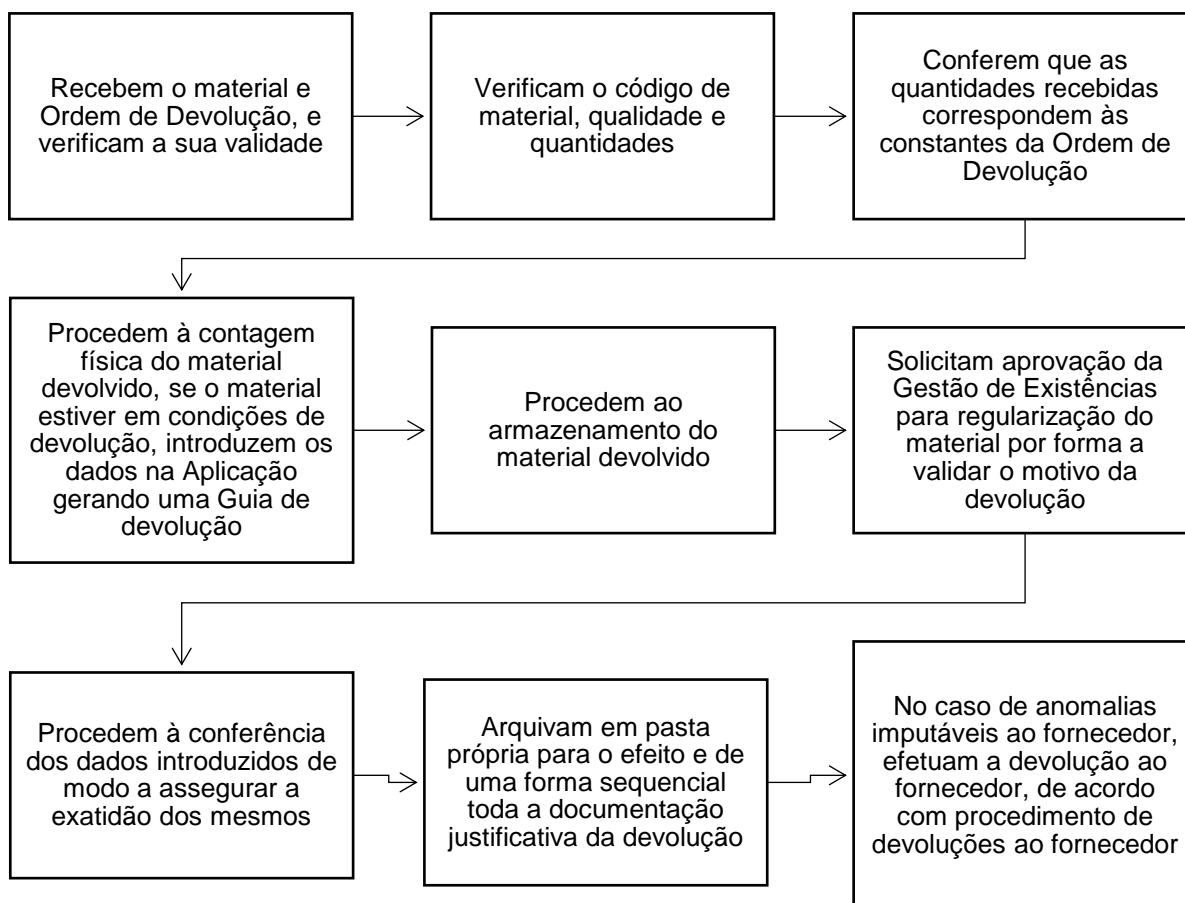 Recebem o material e
Ordem de Devolução, e
verificam a sua validade
Verificam o código de
material, qualidade e
quantidades
Conferem que as
quantidades recebidas
correspondem às
constantes da Ordem de
Devolução
Procedem à contagem
física do material
devolvido, se o material
estiver em condições de
devolução, introduzem os
dados na Aplicação
gerando uma Guia de
devolução
Procedem ao
armazenamento do
material devolvido
Solicitam aprovação da
Gestão de Existências
para regularização do
material por forma a
validar o motivo da
devolução
Procedem à conferência
dos dados introduzidos de
modo a assegurar a
exatidão dos mesmos
Arquivam em pasta
própria para o efeito e de
uma forma sequencial
toda a documentação
justificativa da devolução
No caso de anomalias
imputáveis ao fornecedor,
efetuam a devolução ao
fornecedor, de acordo
com procedimento de
devoluções ao fornecedor